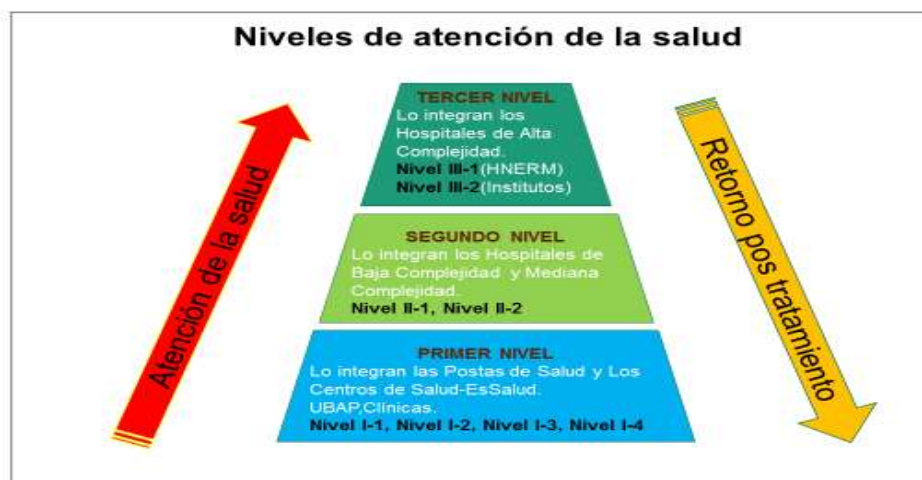 Niveles de atención de la salud
Atención de la salud
TERCER NIVEL
Lo integran los
Hospitales de Alta
Complejidad.
Nivel III-1(HNERM)
Nivel III-2(Institutos)
SEGUNDO NIVEL
Lo integran los Hospitales de
Baja Complejidad y Mediana
Complejidad.
Nivel II-1, Nivel II-2
PRIMER NIVEL
Lo integran las Postas de Salud y Los
Centros de Salud-EsSalud.
UBAP,Clínicas.
Nivel I-1, Nivel I-2, Nivel I-3, Nivel I-4
Retorno pos tratamiento